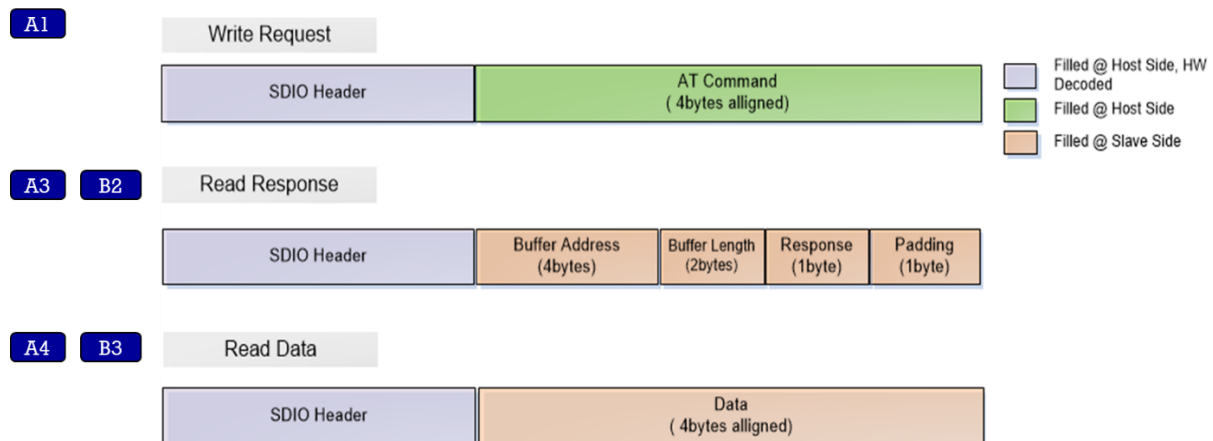 A1
Write Request
SDIO Header
AT Command
( 4bytes alligned)
Filled @ Host Side, HW
Decoded
Filled @ Host Side
Filled @ Slave Side
A3 B2
Read Response
SDIO Header
Buffer Address
(4bytes)
Buffer Length
(2bytes)
Response
(1byte)
Padding
(1byte)
A4 B3
Read Data
SDIO Header
Data
( 4bytes alligned)